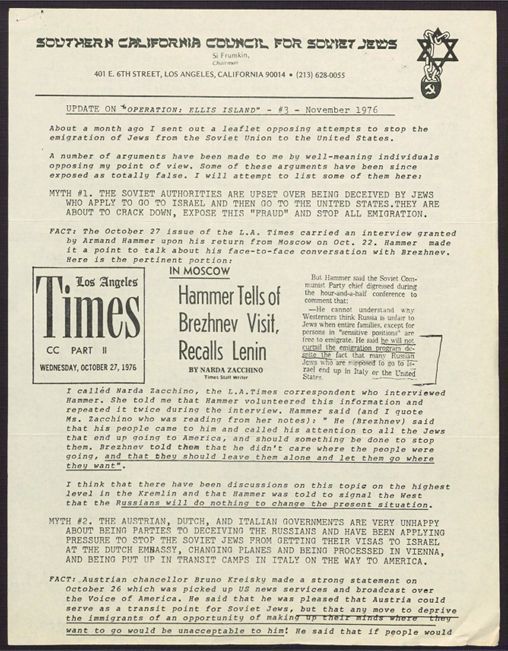 SOUTHERN CALIFORNIA COUNCIL FOR SOVIET JEWS
Si Frumkin,
Chairman
401 E. 6TH STREET, LOS ANGELES, CALIFORNIA 90014 • (213) 628-0055
UPDATE ON "OPERATION: ELLIS ISLAND" - #3 - November 1976
About a month ago I sent out a leaflet opposing attempts to stop the
emigration of Jews from the Soviet Union to the United States.
A number of arguments have been made to me by well-meaning individuals
opposing my point of view. Some of these arguments have been since
exposed as totally false. I will attempt to list some of them here:
MYTH #1. THE SOVIET AUTHORITIES ARE UPSET OVER BEING DECEIVED BY JEWS
WHO APPLY TO GO TO ISRAEL AND THEN GO TO THE UNITED STATES.THEY ARE
ABOUT TO CRACK DOWN, EXPOSE THIS "FRAUD" AND STOP ALL EMIGRATION.
FACT: The October 27 issue of the L.A. Times carried an interview granted
by Armand Hammer upon his return from Moscow on Oct. 22. Hammer made
it a point to talk about his face-to-face conversation with Brezhnev.
Here is the pertinent portion:
Los Angeles
Times
CC PART II
WEDNESDAY, OCTOBER 27, 1976
IN MOSCOW
Hammer Tells of
Brezhnev Visit,
Recalls Lenin
BY NARDA ZACCHINO
Times Staff Writer
But Hammer said the Soviet Com-
munist Party chief digressed during
the hour-and-a-half conference to
comment that:
—He cannot understand why
Westerners think Russia is unfair to
Jews when entire families, except for
persons in "sensitive positions" are
free to emigrate. He said he will not
curtail the emigration program de-
spite the fact that many Russian
Jews who are supposed to go to Is-
rael end up in Italy or the United
States.
I called Narda Zacchino, the L.A.Times correspondent who interviewed
Hammer. She told me that Hammer volunteered this information and
repeated it twice during the interview. Hammer said (and I quote
Ms. Zacchino who was reading from her notes): " He (Brezhnev) said
that his people came to him and called his attention to all the Jews
that end up going to America, and should something be done to stop
them. Brezhnev told them that he didn't care where the people were
going, and that they should leave them alone and let them go where
they want".
I think that there have been discussions on this topic on the highest
level in the Kremlin and that Hammer was told to signal the West
that the Russians will do nothing to change the present situation.
MYTH #2. THE AUSTRIAN, DUTCH, AND ITALIAN GOVERNMENTS ARE VERY UNHAPPY
ABOUT BEING PARTIES TO DECEIVING THE RUSSIANS AND HAVE BEEN APPLYING
PRESSURE TO STOP THE SOVIET JEWS FROM GETTING THEIR VISAS TO ISRAEL
AT THE DUTCH EMBASSY, CHANGING PLANES AND BEING PROCESSED IN VIENNA,
AND BEING PUT UP IN TRANSIT CAMPS IN ITALY ON THE WAY TO AMERICA.
FACT: Austrian chancellor Bruno Kreisky made a strong statement on
October 26 which was picked up US news services and broadcast over
the Voice of America. He said that he was pleased that Austria could
serve as a transit point for Soviet Jews, but that any move to deprive
the immigrants of an opportunity of making up their minds where they
want to go would be unacceptable to him! He said that if people would